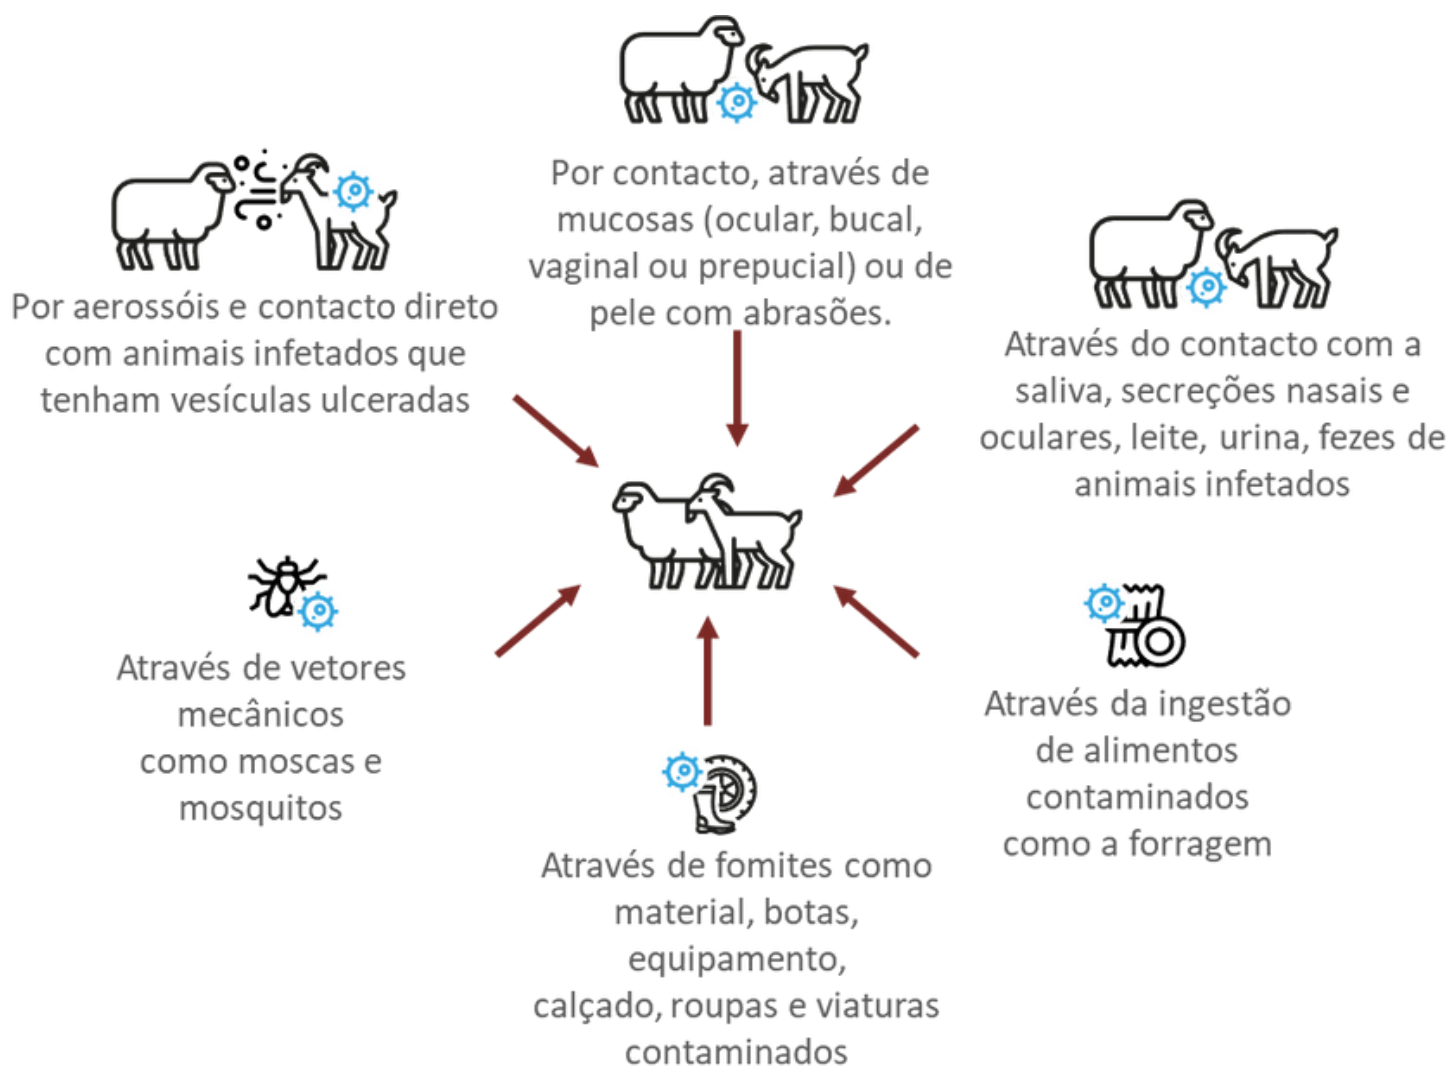 Por contacto, através de
mucosas (ocular, bucal,
vaginal ou prepucial) ou de
pele com abrasões.
Por aerossóis e contacto direto
com animais infetados que
tenham vesículas ulceradas
Através do contacto com a
saliva, secreções nasais e
oculares, leite, urina, fezes de
animais infetados
Através de vetores
mecânicos
como moscas e
mosquitos
Através da ingestão
de alimentos
contaminados
como a forragem
Através de fomites como
material, botas,
equipamento,
calçado, roupas e viaturas
contaminados